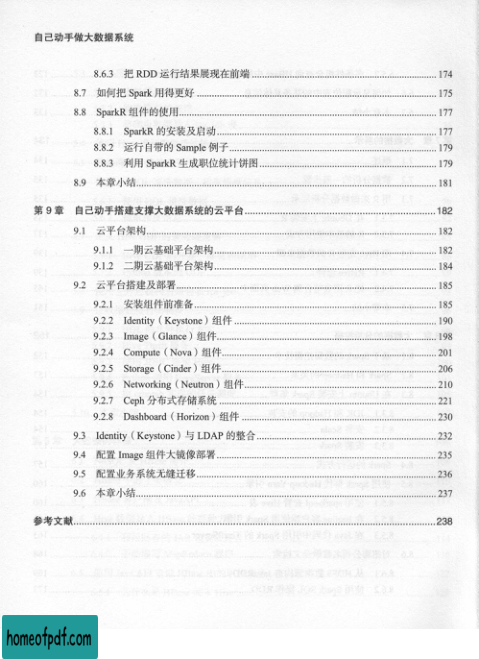 自己动手做大数据系统
8.6.3 把 RDD 运行结果展现在前端 174
8.7 如何把 Spark 用得更好 175
8.8 SparkR 组件的使用 177
8.8.1 SparkR 的安装及启动 177
8.8.2 运行自带的 Sample 例子 179
8.8.3 利用 SparkR 生成职位统计饼图 179
8.9 本章小结 181
第 9 章 自己动手搭建支撑大数据系统的云平台 182
9.1 云平台架构 182
9.1.1 一期云基础平台架构 182
9.1.2 二期云基础平台架构 184
9.2 云平台搭建及部署 185
9.2.1 安装组件前准备 185
9.2.2 Identity（Keystone）组件 190
9.2.3 Image（Glance）组件 198
9.2.4 Compute（Nova）组件 201
9.2.5 Storage（Cinder）组件 206
9.2.6 Networking（Neutron）组件 210
9.2.7 Ceph 分布式存储系统 221
9.2.8 Dashboard（Horizon）组件 230
9.3 Identity（Keystone）与 LDAP 的整合 232
9.4 配置 Image 组件大镜像部署 235
9.5 配置业务系统无缝迁移 236
9.6 本章小结 237
参考文献 238
homeofpdf.com